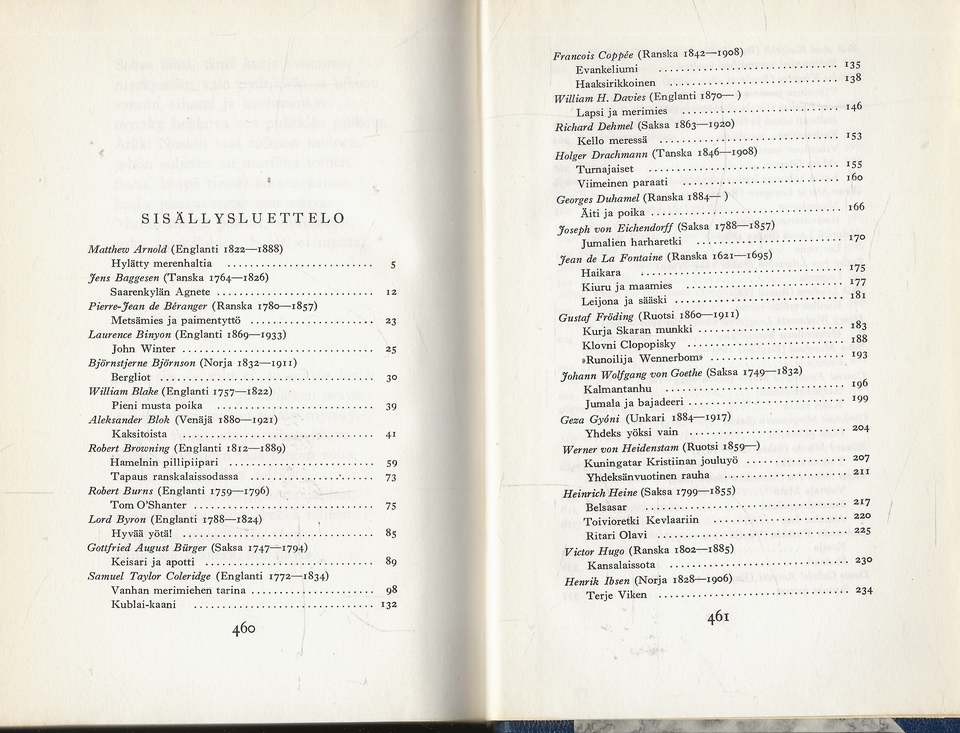 SISÄLLYSLUETTELO
Matthew Arnold (Englanti 1822—1888)
Hylätty merenhaltia ........................ 5
Jens Baggesen (Tanska 1764—1826)
Saarenkylän Agnete .......................... 12
Pierre-Jean de Béranger (Ranska 1780—1857)
Metsämies ja paimentyttö .................... 23
Laurence Binyon (Englanti 1869—1933)
John Winter ................................ 25
Björnstjerne Björnson (Norja 1832—1911)
Bergliot .................................... 30
William Blake (Englanti 1757—1822)
Pieni musta poika .......................... 39
Aleksander Blok (Venäjä 1880—1921)
Kaksitoista ................................ 41
Robert Browning (Englanti 1812—1889)
Hamelnin pillipiipari ........................ 59
Tapaus ranskalaissodassa .................... 73
Robert Burns (Englanti 1759—1796)
Tom O'Shanter .............................. 75
Lord Byron (Englanti 1788—1824)
Hyvää yötä! ................................ 85
Gottfried August Bürger (Saksa 1747—1794)
Keisari ja apotti ............................ 89
Samuel Taylor Coleridge (Englanti 1772—1834)
Vanhan merimiehen tarina .................... 98
Kublai-kaani .............................. 132
460
Francois Coppée (Ranska 1842—1908)
Evankeliumi .............................. 135
Haaksirikkoinen ............................ 138
William H. Davies (Englanti 1870— )
Lapsi ja merimies .......................... 146
Richard Dehmel (Saksa 1863—1920)
Kello meressä .............................. 153
Holger Drachmann (Tanska 1846—1908)
Turnajaiset ................................ 155
Viimeinen paraati .......................... 160
Georges Duhamel (Ranska 1884— )
Äiti ja poika ................................ 166
Joseph von Eichendorff (Saksa 1788—1857)
Jumalien harharetki ........................ 170
Jean de La Fontaine (Ranska 1621—1695)
Haikara .................................. 175
Kiuru ja maamies .......................... 177
Leijona ja sääski ............................ 181
Gustaf Fröding (Ruotsi 1860—1911)
Kurja Skaran munkki ........................ 183
Klovni Clopopisky .......................... 188
»Runoilija Wennerbom» ...................... 193
Johann Wolfgang von Goethe (Saksa 1749—1832)
Kalmantanhu .............................. 196
Jumala ja bajadeeri .......................... 199
Geza Gyóni (Unkari 1884—1917)
Yhdeks yöksi vain .......................... 204
Werner von Heidenstam (Ruotsi 1859—)
Kuningatar Kristiinan jouluyö ................ 207
Yhdeksänvuotinen rauha .................... 211
Heinrich Heine (Saksa 1799—1855)
Belsasar .................................. 217
Toivioretki Kevlaariin ...................... 220
Ritari Olavi ................................ 225
Victor Hugo (Ranska 1802—1885)
Kansalaissota .............................. 230
Henrik Ibsen (Norja 1828—1906)
Terje Viken ................................ 234
461